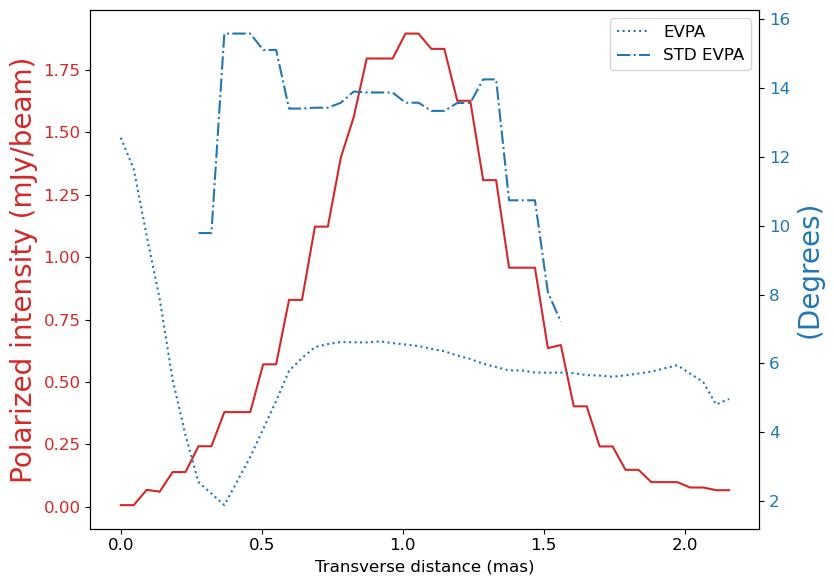 Polarized intensity (mJy/beam)
1.75
1.50
1.25
1.00
0.75
0.50
0.25
0.00
EVPA
STD EVPA
16
14
12
10
8
6
4
2
(Degrees)
0.0 0.5 1.0 1.5 2.0
Transverse distance (mas)